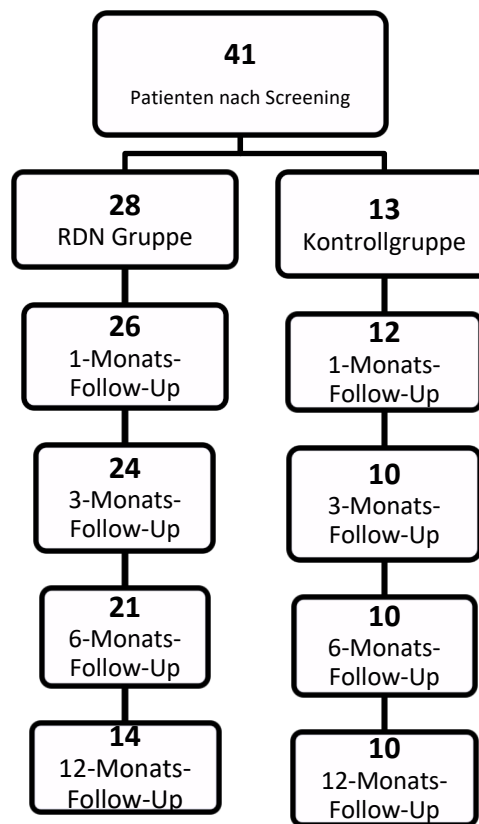 41
Patienten nach Screening
28
RDN Gruppe
26
1-Monats-
Follow-Up
24
3-Monats-
Follow-Up
21
6-Monats-
Follow-Up
14
12-Monats-
Follow-Up
13
Kontrollgruppe
12
1-Monats-
Follow-Up
10
3-Monats-
Follow-Up
10
6-Monats-
Follow-Up
10
12-Monats-
Follow-Up